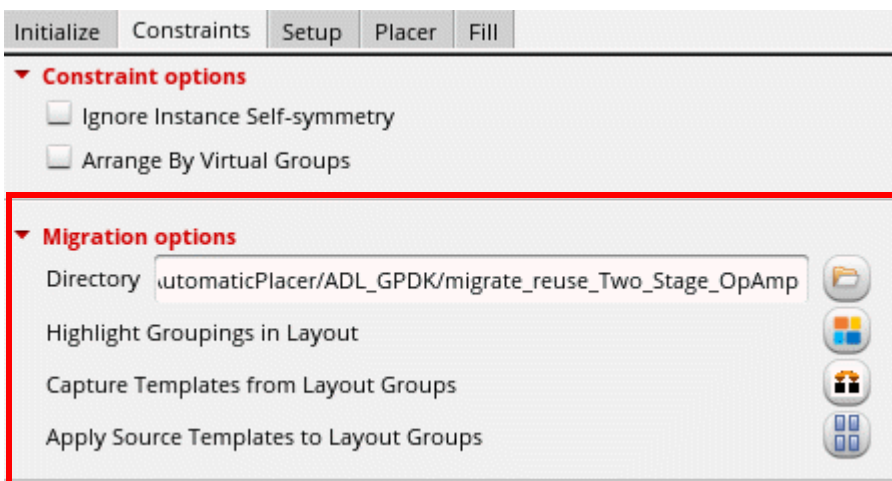 Initialize Constraints Setup Placer Fill
Constraint options
Ignore Instance Self-symmetry
Arrange By Virtual Groups
Migration options
Directory utomaticPlacer/ADL_GPDK/migrate_reuse_Two_Stage_OpAmp
Highlight Groupings in Layout
Capture Templates from Layout Groups
Apply Source Templates to Layout Groups